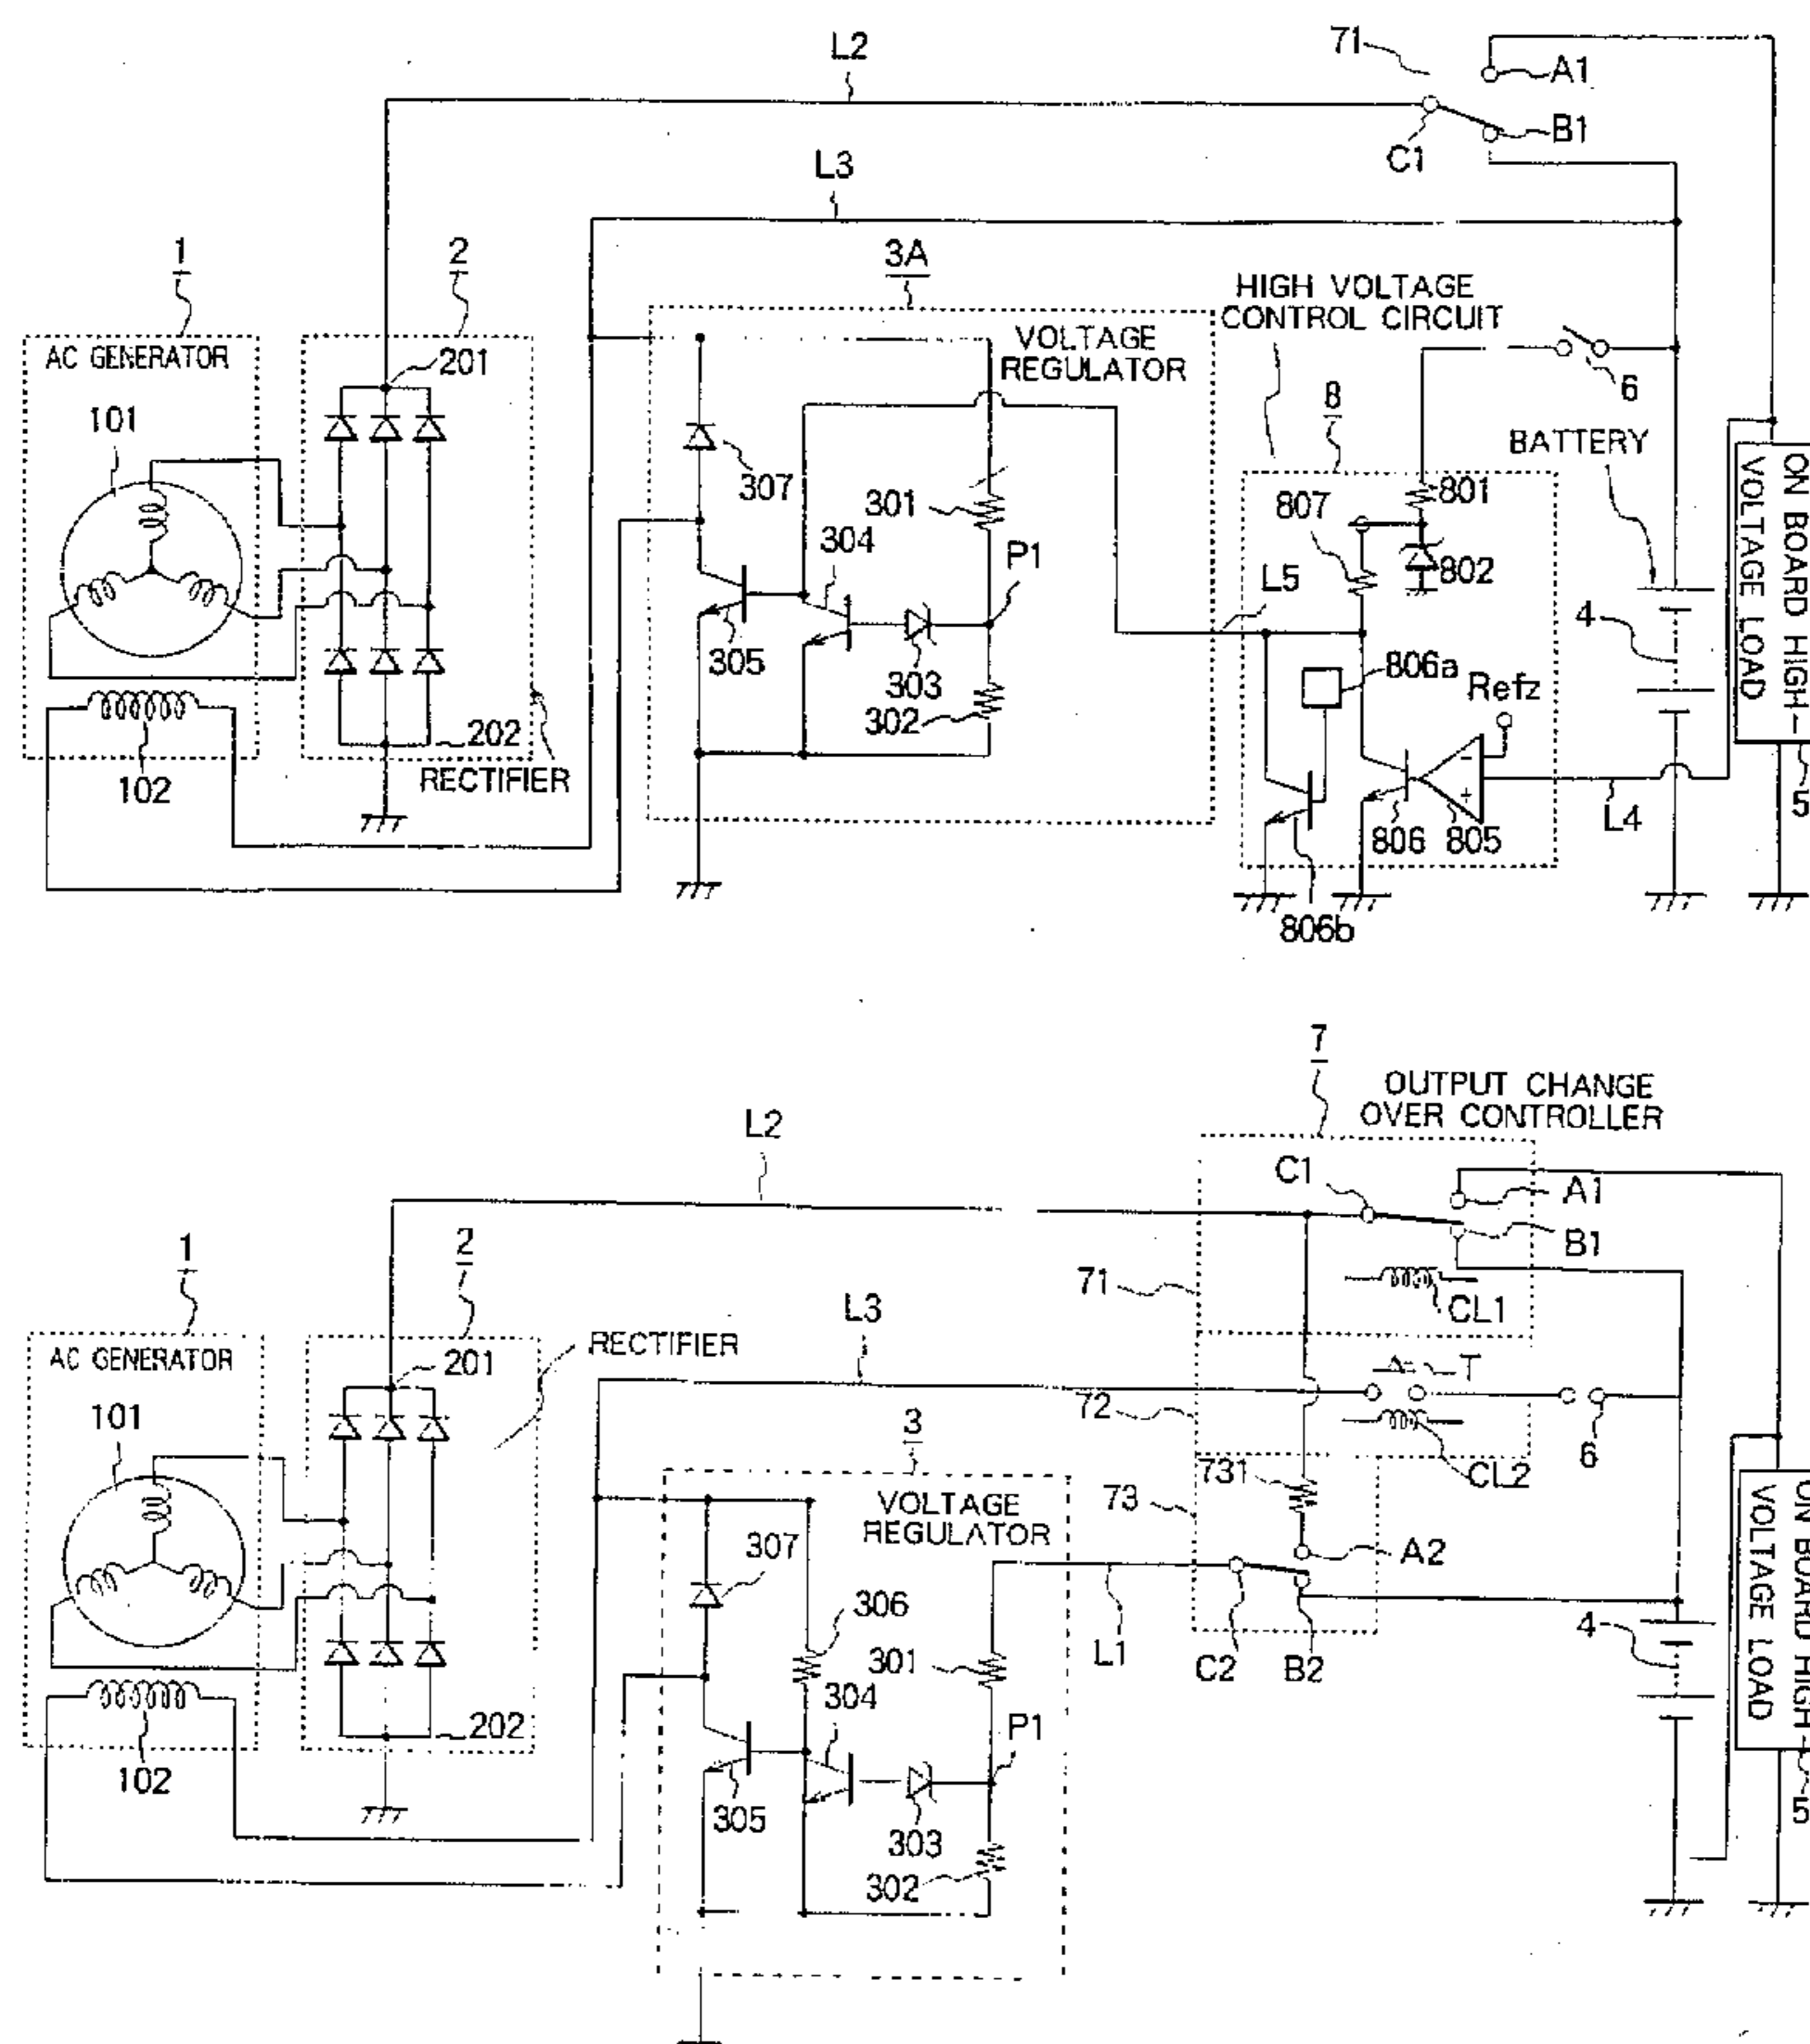 71
L2
A1
B1
C1
L3
1
2
3A
HIGH VOLTAGE
CONTROL CIRCUIT
AC GENERATOR
201
VOLTAGE
REGULATOR
6
8
101
BATTERY
307
301
807
801
304
P1
802
L5
ON BOARD HIGH-
VOLTAGE LOAD
4
305
303
806a
Refz
302
202
-
+
102
RECTIFIER
806
805
L4
5
806b
7
OUTPUT CHANGE
OVER CONTROLLER
L2
C1
A1
B1
1
2
71
CL1
L3
RECTIFIER
AC GENERATOR
201
T
72
101
3
6
731
CL2
73
VOLTAGE
REGULATOR
307
A2
ON BOARD HIGH-
VOLTAGE LOAD
306
4
301
L1
C2
B2
304
202
P1
102
305
303
5
302